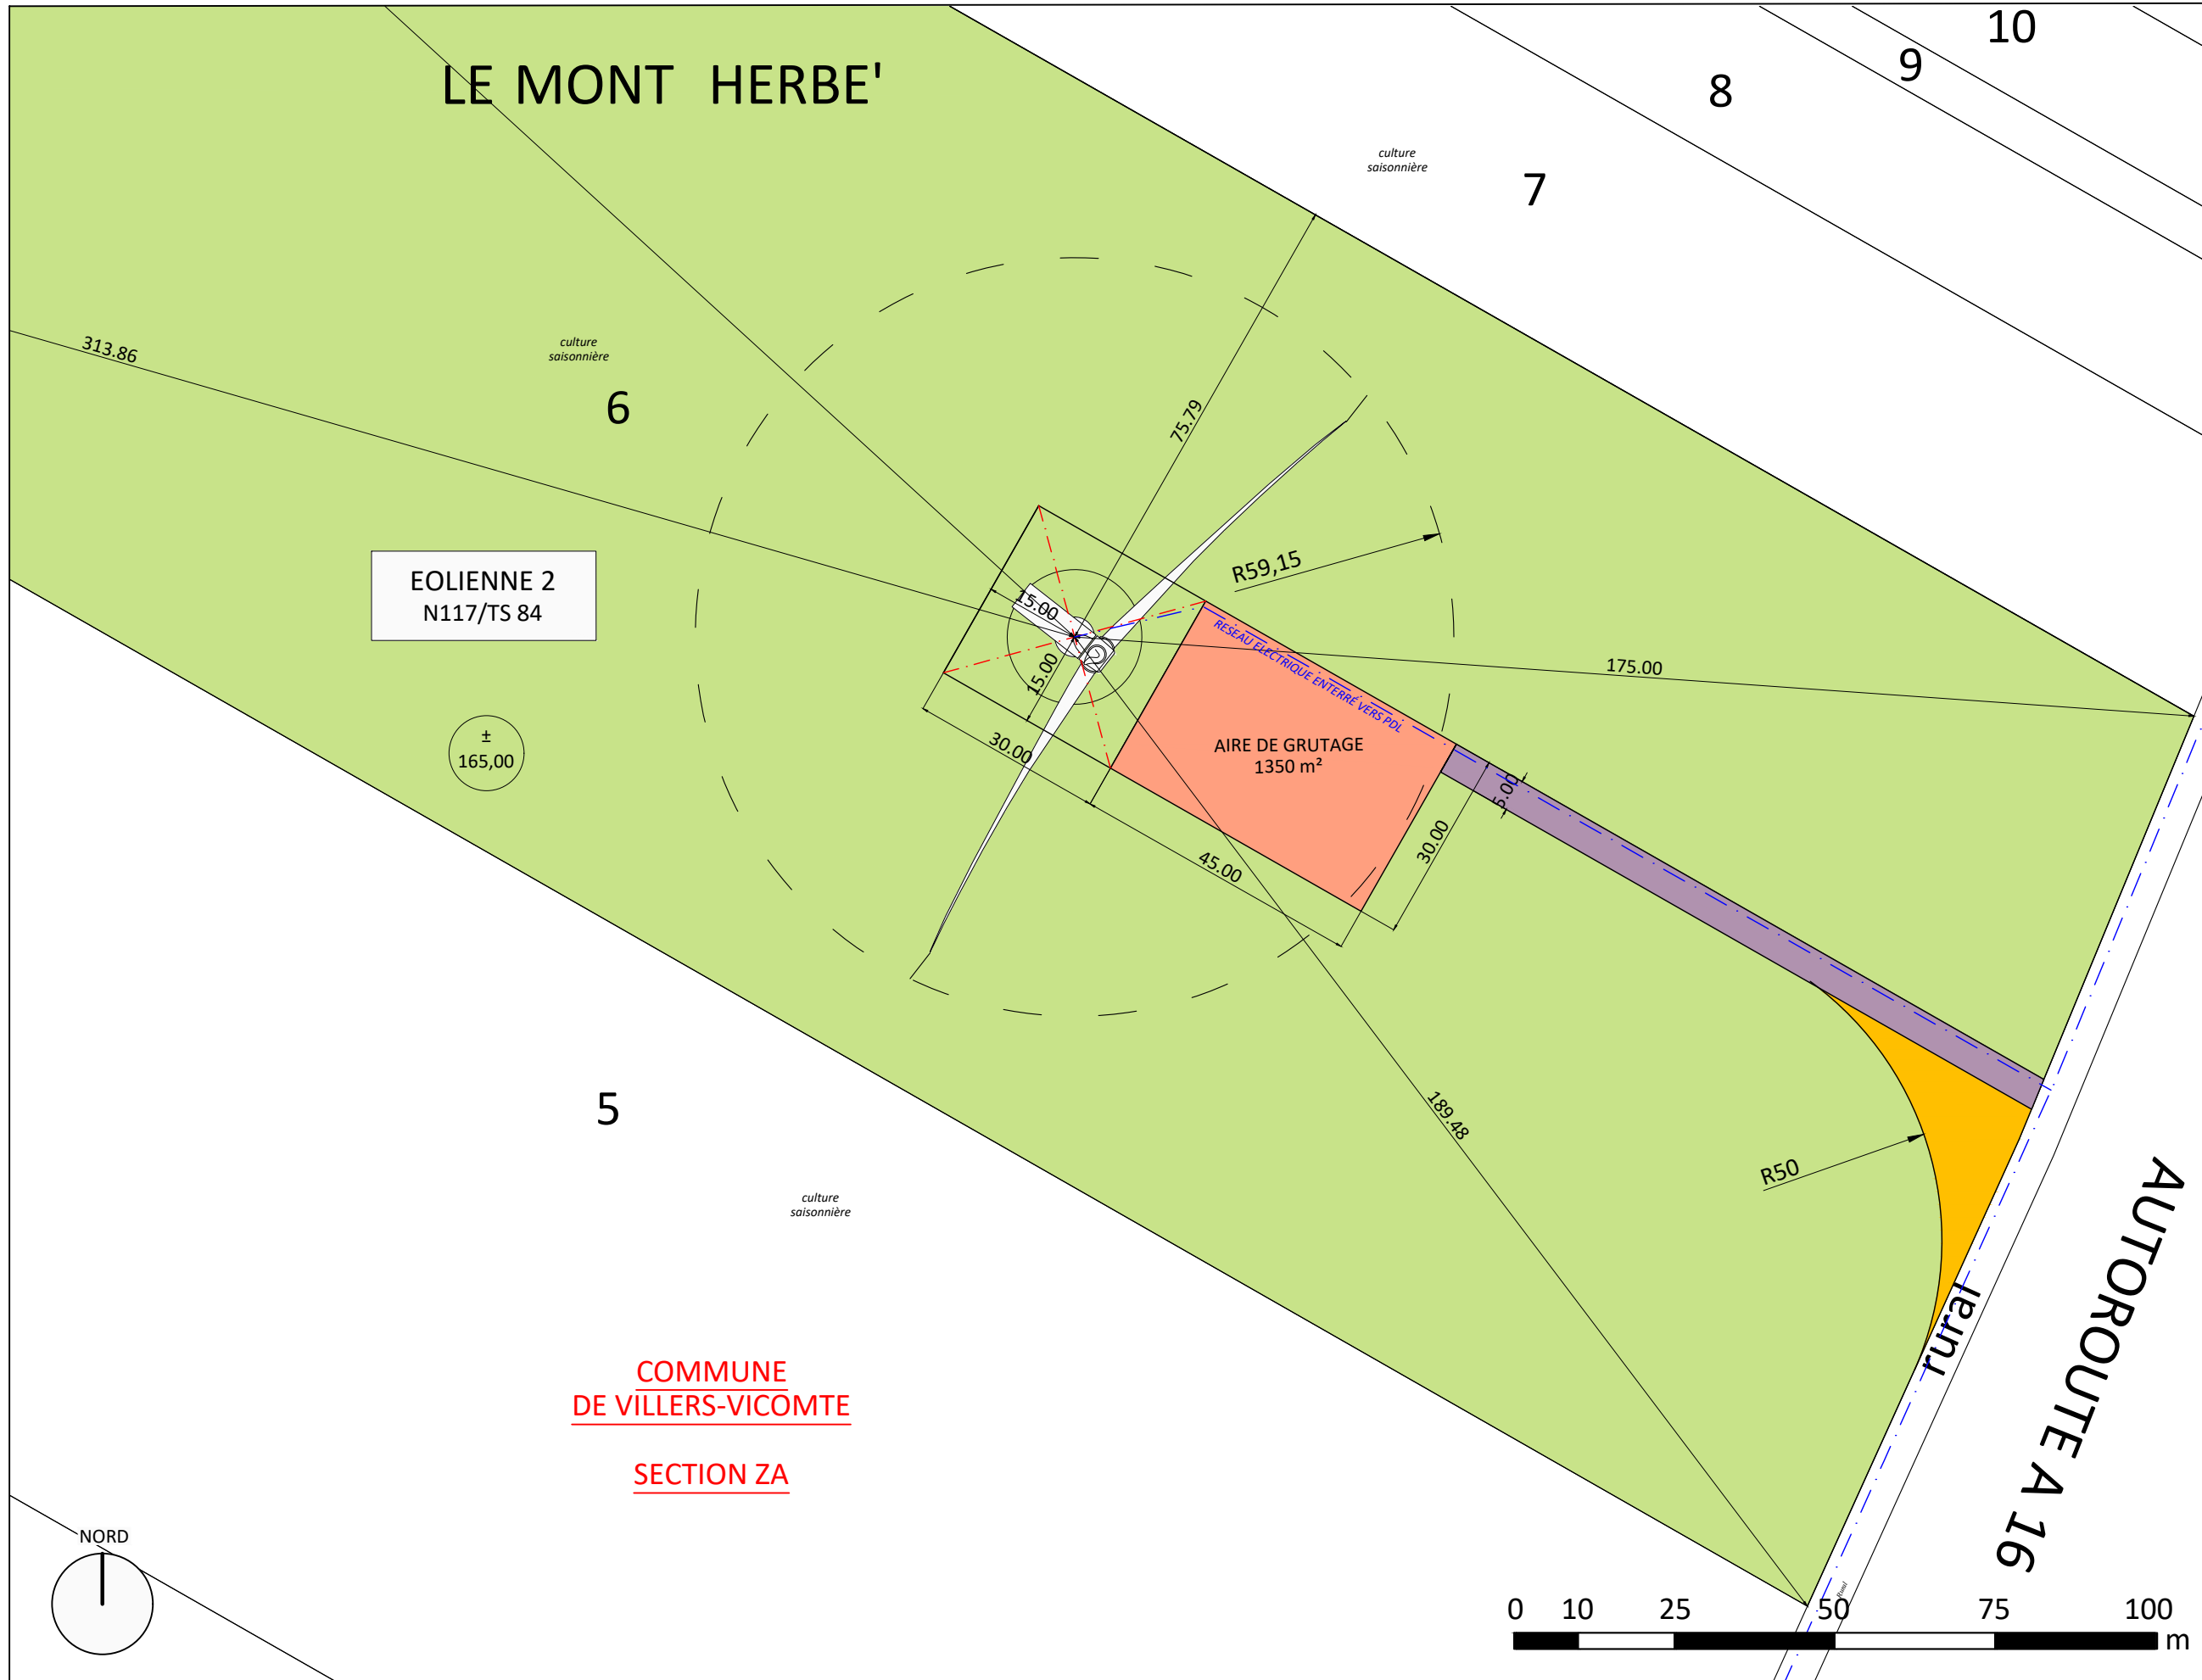 LE MONT HERBE'
10
9
8
7
culture
saisonnière
313.86
culture
saisonnière
6
75.79
R59,15
EOLIENNE 2
N117/TS 84
15.00
15.00
RESEAU ELECTRIQUE ENTERRÉ VERS PDL
175.00
±
165,00
30.00
AIRE DE GRUTAGE
1350 m²
5.00
30.00
45.00
189.48
5
R50
culture
saisonnière
rural
AUTOROUTE A 16
COMMUNE
DE VILLERS-VICOMTE
SECTION ZA
NORD
Rural
0 10 25 50 75 100
m